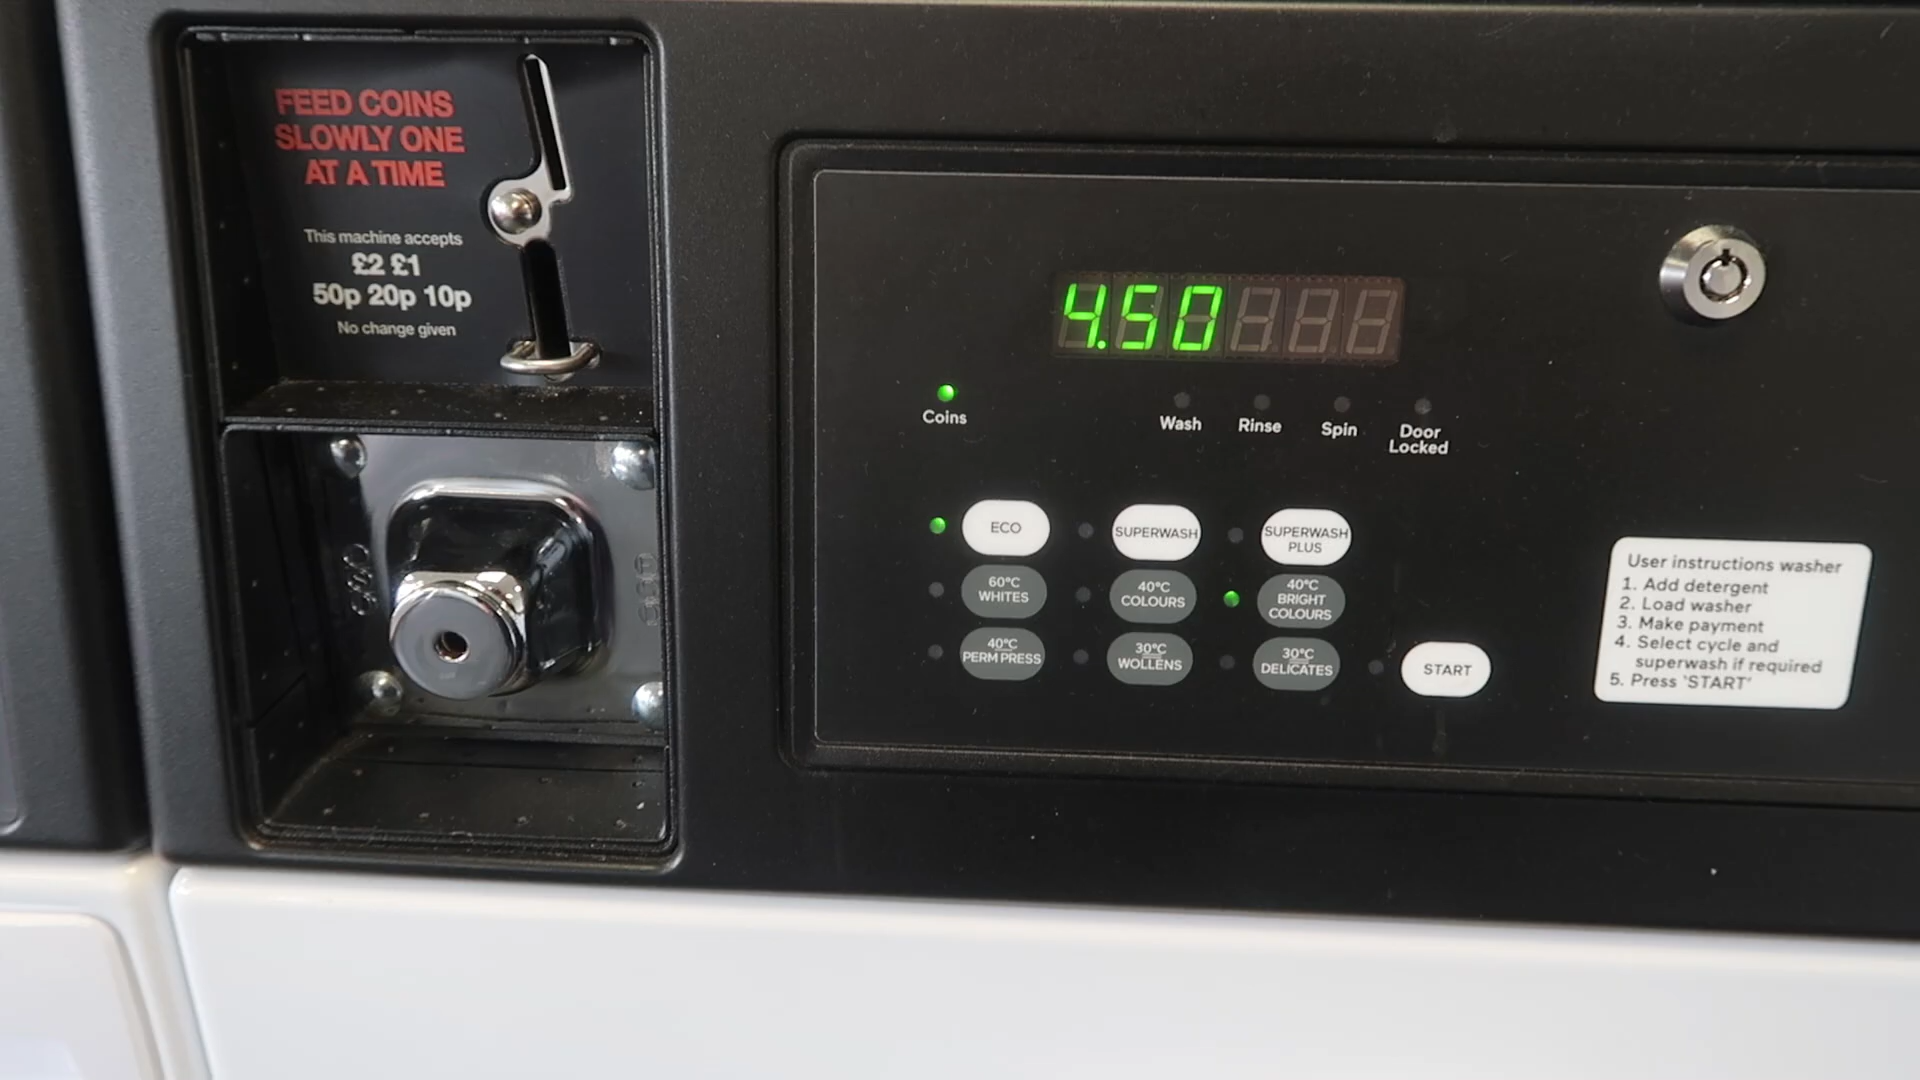 FEED COINS
SLOWLY ONE
AT A TIME
This machine accepts
£2 £1
50p 20p 10p
No change given
4.50
Coins
Wash
Rinse
Spin
Door
Locked
ECO
SUPERWASH
SUPERWASH
PLUS
60°C
WHITES
40°C
COLOURS
40°C
BRIGHT
COLOURS
40°C
PERM PRESS
30°C
WOLLENS
30°C
DELICATES
START
User instructions washer
1. Add detergent
2. Load washer
3. Make payment
4. Select cycle and
superwash if required
5. Press 'START'